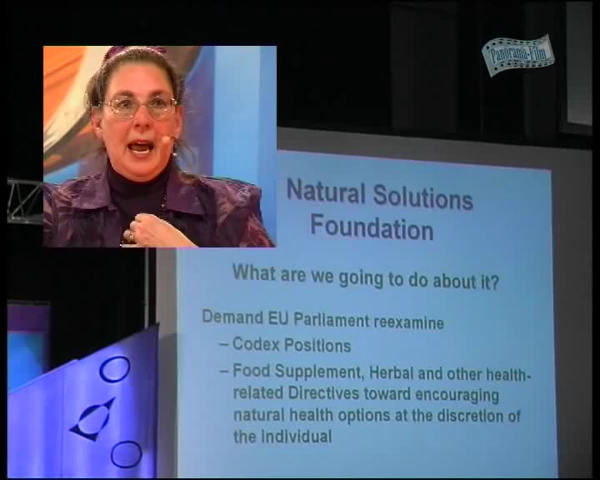 Panorama-Film
Natural Solutions
Foundation
What are we going to do about it?
Demand EU Parliament reexamine
– Codex Positions
– Food Supplement, Herbal and other health-
related Directives toward encouraging
natural health options at the discretion of
the individual